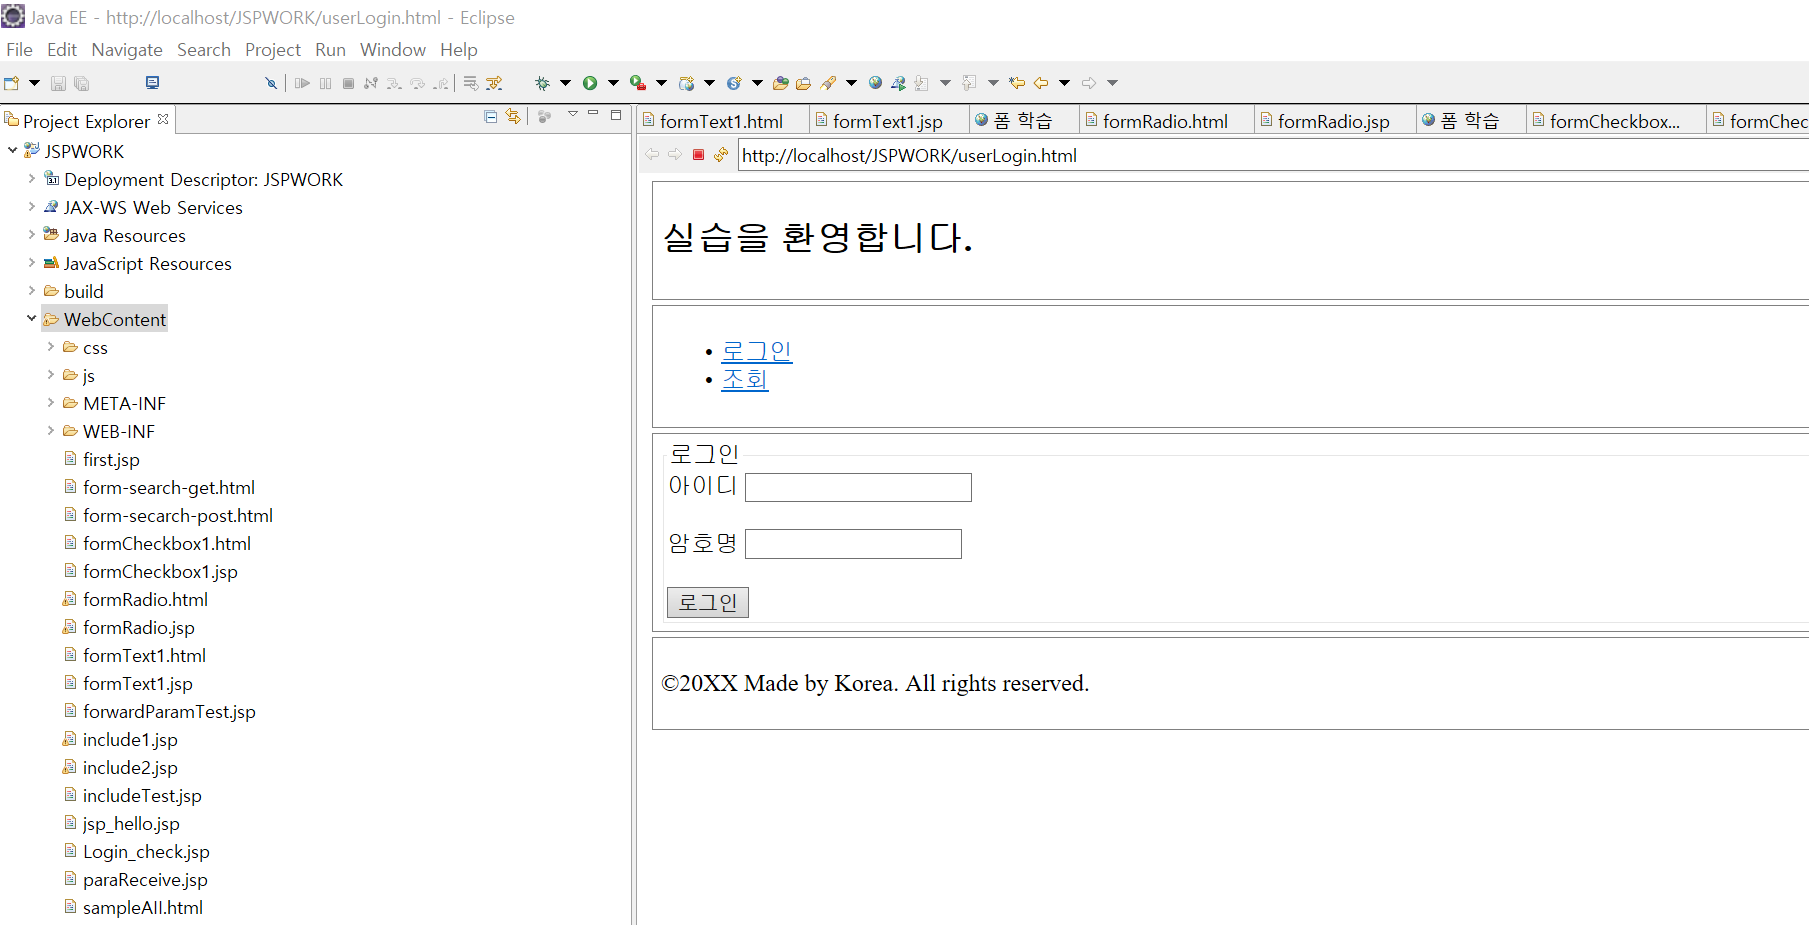 Java EE - http://localhost/JSPWORK/userLogin.html - Eclipse
File Edit Navigate Search Project Run Window Help
Project Explorer
JSPWORK
Deployment Descriptor: JSPWORK
JAX-WS Web Services
Java Resources
JavaScript Resources
build
WebContent
css
js
META-INF
WEB-INF
first.jsp
form-search-get.html
form-secarch-post.html
formCheckbox1.html
formCheckbox1.jsp
formRadio.html
formRadio.jsp
formText1.html
formText1.jsp
forwardParamTest.jsp
include1.jsp
include2.jsp
includeTest.jsp
jsp_hello.jsp
Login_check.jsp
paraReceive.jsp
sampleAll.html
formText1.html formText1.jsp 폼 학습 formRadio.html formRadio.jsp 폼 학습 formCheckbox... formChec
http://localhost/JSPWORK/userLogin.html
실습을 환영합니다.
• 로그인
• 조회
로그인
아이디
암호명
로그인
©20XX Made by Korea. All rights reserved.